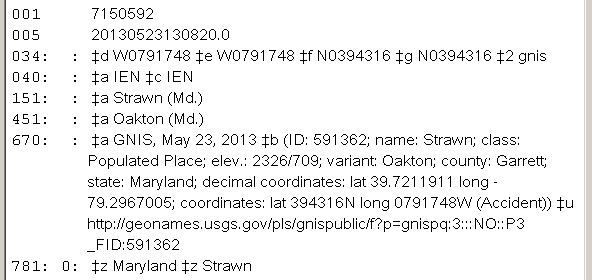 001 7150592
005 20130523130820.0
034: : ‡d W0791748 ‡e W0791748 ‡f N0394316 ‡g N0394316 ‡2 gnis
040: : ‡a IEN ‡c IEN
151: : ‡a Strawn (Md.)
451: : ‡a Oakton (Md.)
670: : ‡a GNIS, May 23, 2013 ‡b (ID: 591362; name: Strawn; class:
Populated Place; elev.: 2326/709; variant: Oakton; county: Garrett;
state: Maryland; decimal coordinates: lat 39.7211911 long -
79.2967005; coordinates: lat 394316N long 0791748W (Accident)) ‡u
http://geonames.usgs.gov/pls/gnispublic/f?p=gnispq:3:::NO::P3
_FID:591362
781: 0: ‡z Maryland ‡z Strawn